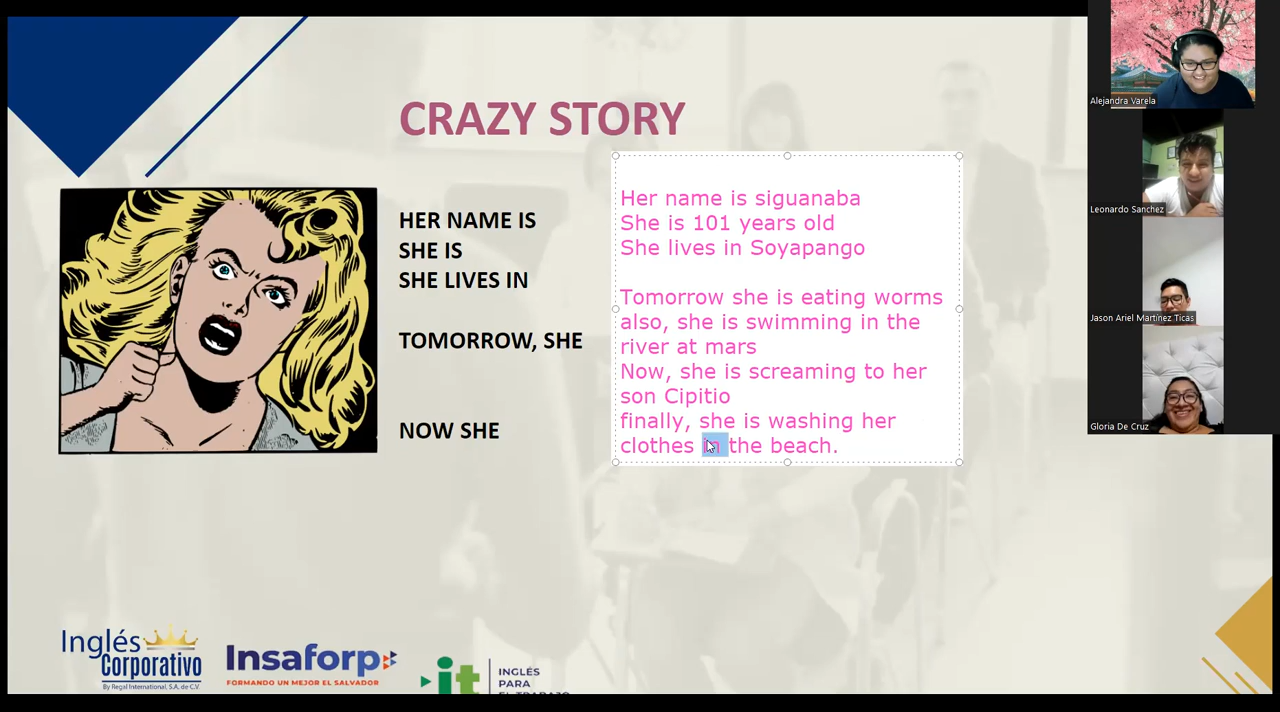 CRAZY STORY
HER NAME IS
SHE IS
SHE LIVES IN
TOMORROW, SHE
NOW SHE
Her name is siguanaba
She is 101 years old
She lives in Soyapango
Tomorrow she is eating worms
also, she is swimming in the
river at mars
Now, she is screaming to her
son Cipitio
finally, she is washing her
clothes in the beach.
Alejandra Varela
Leonardo Sanchez
Jason Ariel Martinez Ticas
Gloria De Cruz
Inglés
Corporativo
By Regal International, S.A. de C.V.
Insaforp
FORMANDO UN MEJOR EL SALVADOR
it
INGLÉS
PARA
EL TRABAJO